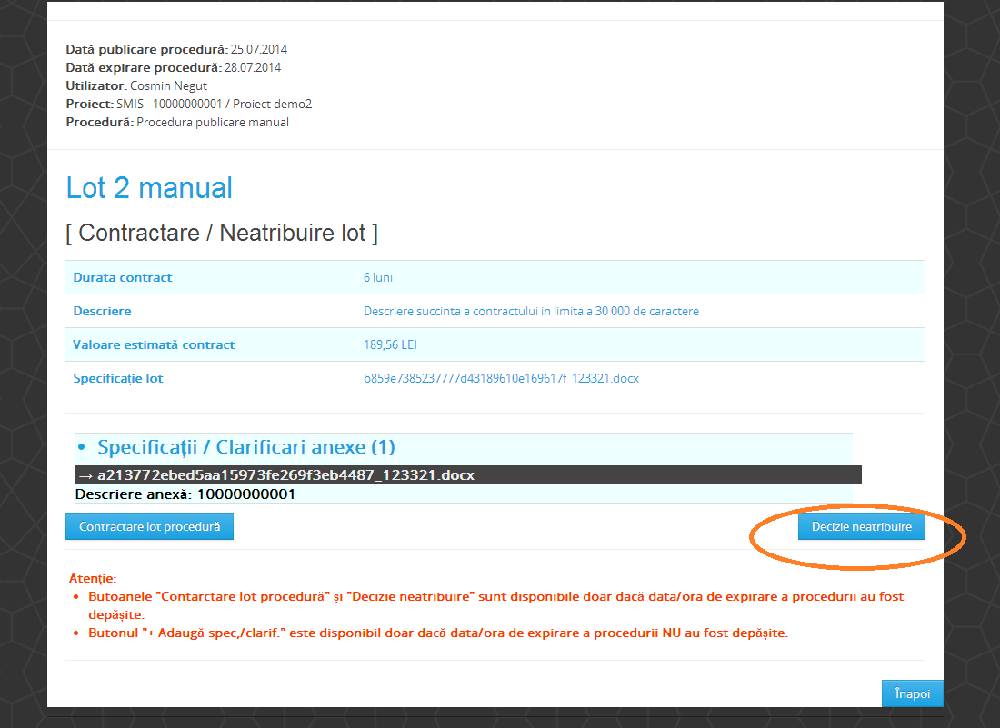 Dată publicare procedură: 25.07.2014
Dată expirare procedură: 28.07.2014
Utilizator: Cosmin Negut
Proiect: SMIS - 10000000001 / Proiect demo2
Procedură: Procedura publicare manual
Lot 2 manual
[ Contractare / Neatribuire lot ]
Durata contract 6 luni
Descriere Descriere succinta a contractului in limita a 30 000 de caractere
Valoare estimată contract 189,56 LEI
Specificație lot b859e7385237777d43189610e169617f_123321.docx
• Specificații / Clarificari anexe (1)
→ a213772ebed5aa15973fe269f3eb4487_123321.docx
Descriere anexă: 10000000001
Contractare lot procedură Decizie neatribuire
Atenție:
• Butoanele "Contarctare lot procedură" și "Decizie neatribuire" sunt disponibile doar dacă data/ora de expirare a procedurii au fost
depășite.
• Butonul "+ Adaugă spec,/clarif." este disponibil doar dacă data/ora de expirare a procedurii NU au fost depășite.
Înapoi